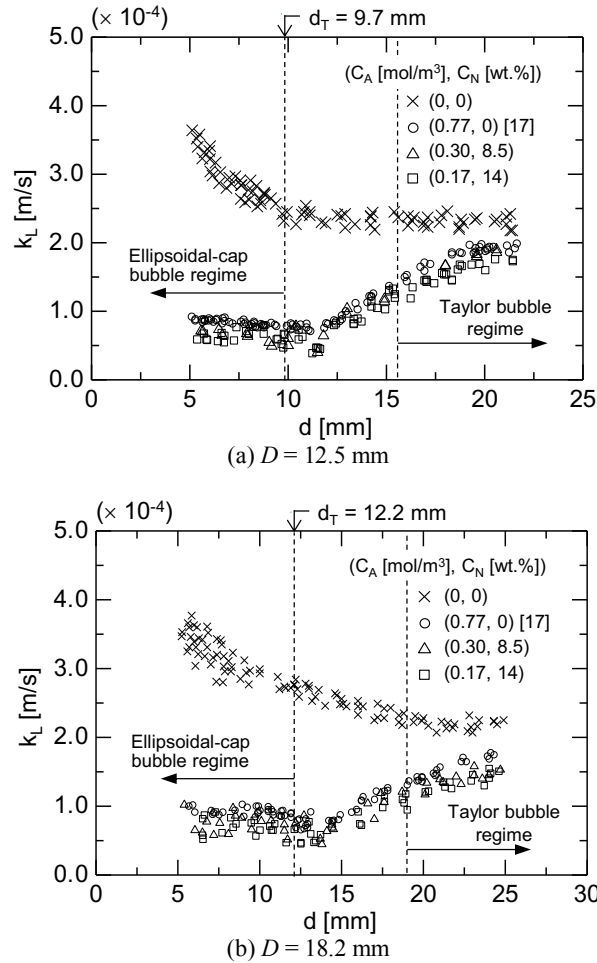 (× 10⁻⁴)
d_T = 9.7 mm
5.0
(C_A [mol/m³], C_N [wt.%])
× (0, 0)
4.0
○ (0.77, 0) [17]
△ (0.30, 8.5)
□ (0.17, 14)
3.0
k_L [m/s]
2.0
Ellipsoidal-cap
bubble regime
1.0
Taylor bubble
regime
0.0
0 5 10 15 20 25
d [mm]
(a) D = 12.5 mm
(× 10⁻⁴)
d_T = 12.2 mm
5.0
(C_A [mol/m³], C_N [wt.%])
× (0, 0)
4.0
○ (0.77, 0) [17]
△ (0.30, 8.5)
□ (0.17, 14)
3.0
k_L [m/s]
2.0
Ellipsoidal-cap
bubble regime
1.0
Taylor bubble
regime
0.0
0 5 10 15 20 25 30
d [mm]
(b) D = 18.2 mm